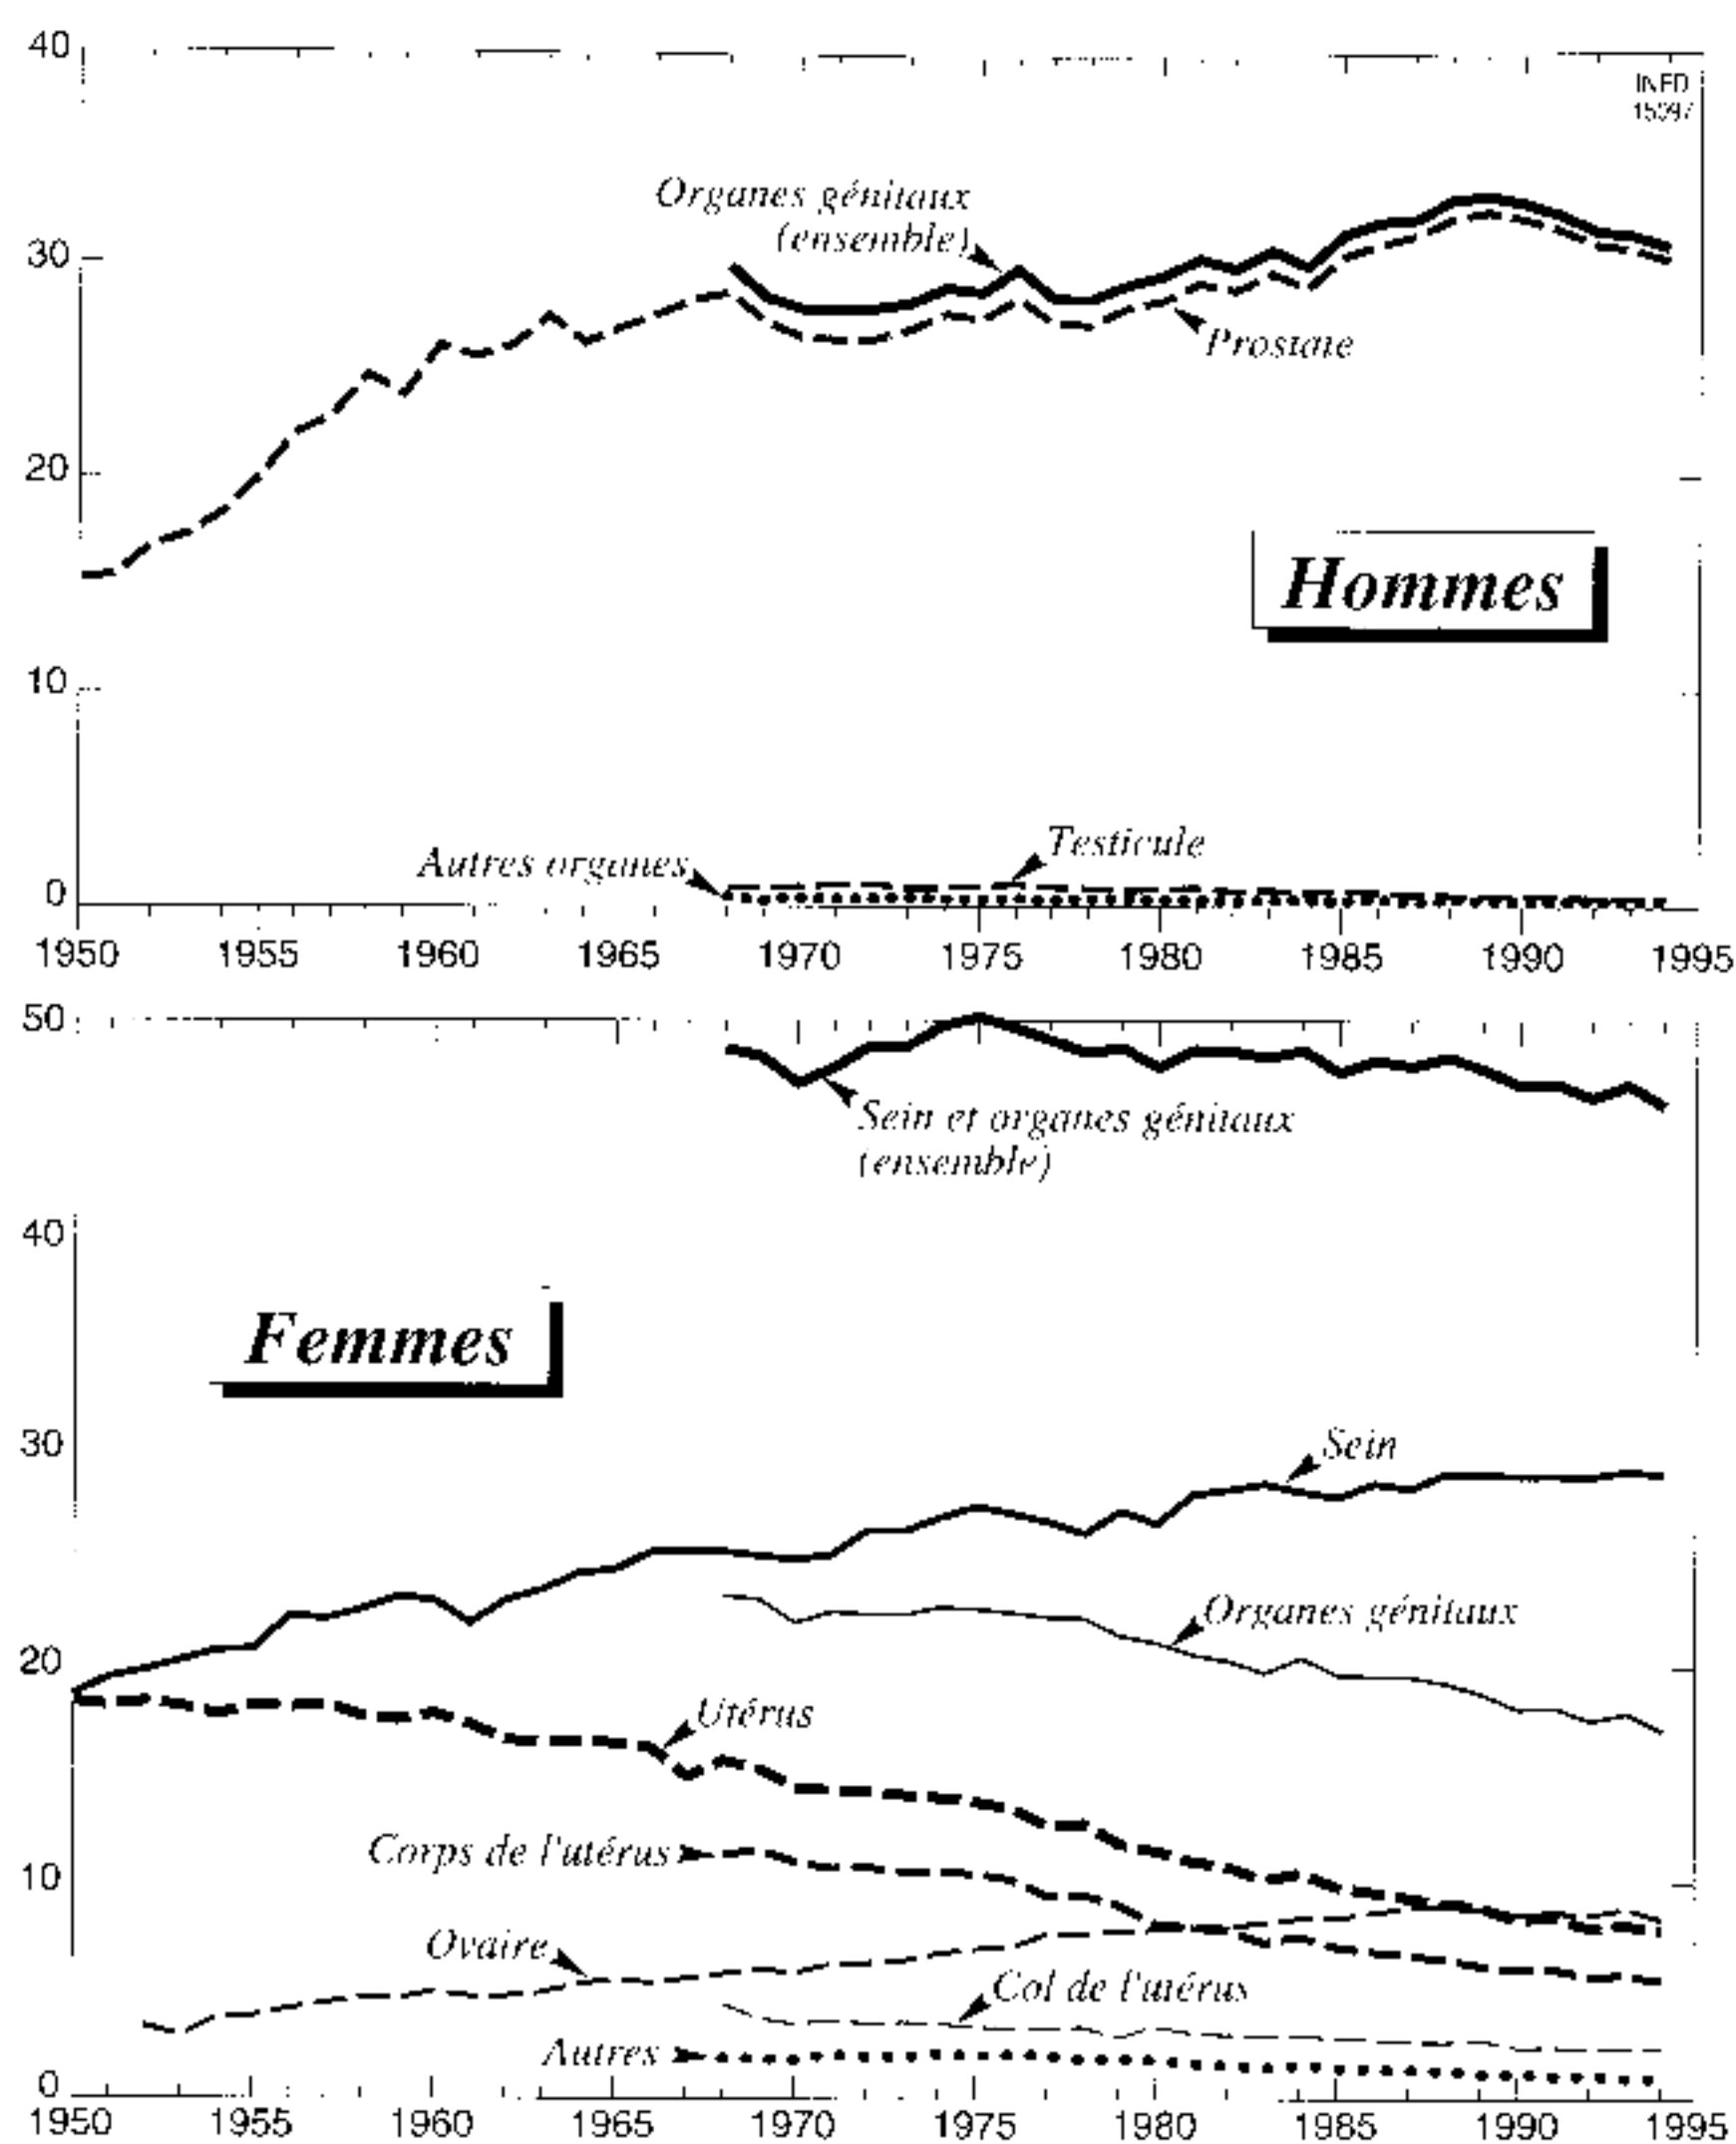 40
INED
15097
Organes génitaux
(ensemble)
30
Prostate
20
Hommes
10
Testicule
Autres organes
0
1950 1955 1960 1965 1970 1975 1980 1985 1990 1995
50
Sein et organes génitaux
(ensemble)
40
Femmes
30
Sein
Organes génitaux
20
Utérus
Corps de l'utérus
10
Ovaire
Col de l'utérus
Autres
0
1950 1955 1960 1965 1970 1975 1980 1985 1990 1995